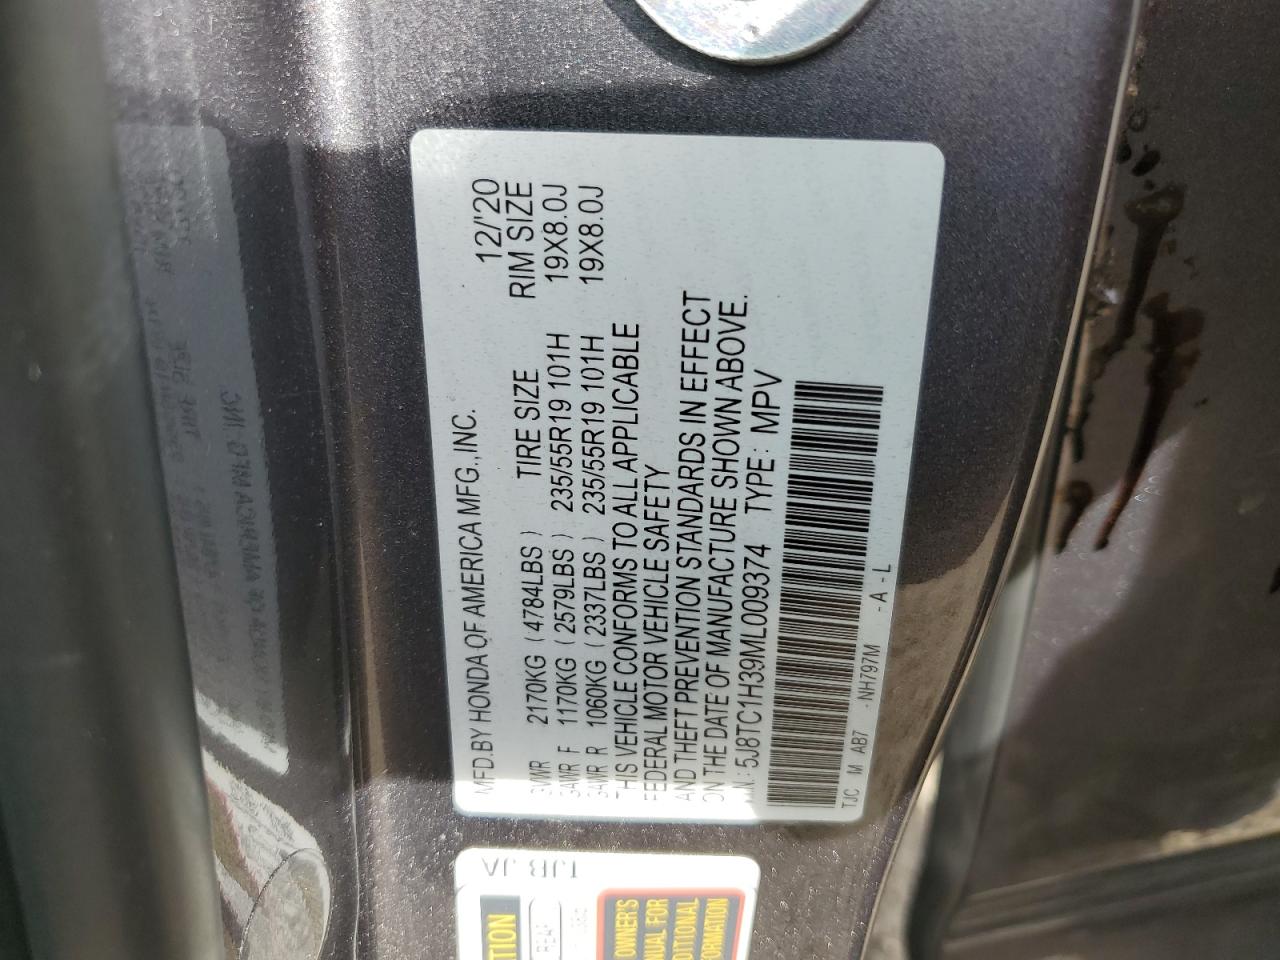 MFD.BY HONDA OF AMERICA MFG.,INC. 12/'20
TIRE SIZE RIM SIZE
GVWR 2170KG (4784LBS)
GAWR F 1170KG (2579LBS) 235/55R19 101H 19X8.0J
GAWR R 1060KG (2337LBS) 235/55R19 101H 19X8.0J
THIS VEHICLE CONFORMS TO ALL APPLICABLE
FEDERAL MOTOR VEHICLE SAFETY
AND THEFT PREVENTION STANDARDS IN EFFECT
ON THE DATE OF MANUFACTURE SHOWN ABOVE.
V.I.N.: 5J8TC1H39ML009374 TYPE: MPV
TJC M AB7 -NH797M -A-L
TJB JA
OWNER'S